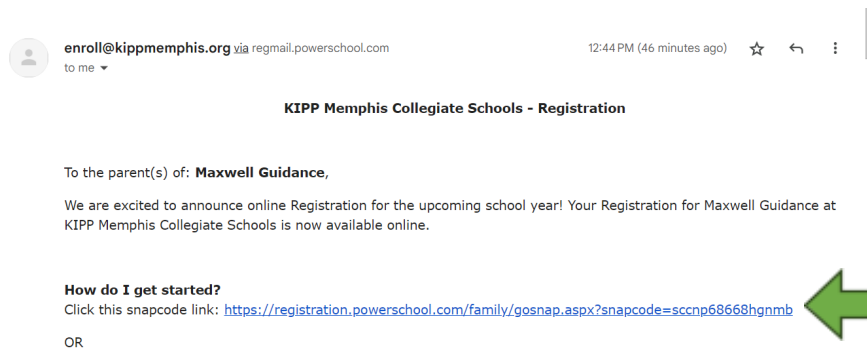 enroll@kippmemphis.org via regmail.powerschool.com 12:44 PM (46 minutes ago)
to me
KIPP Memphis Collegiate Schools - Registration
To the parent(s) of: Maxwell Guidance,
We are excited to announce online Registration for the upcoming school year! Your Registration for Maxwell Guidance at
KIPP Memphis Collegiate Schools is now available online.
How do I get started?
Click this snapcode link: https://registration.powerschool.com/family/gosnap.aspx?snapcode=sccnp68668hgnmb
OR